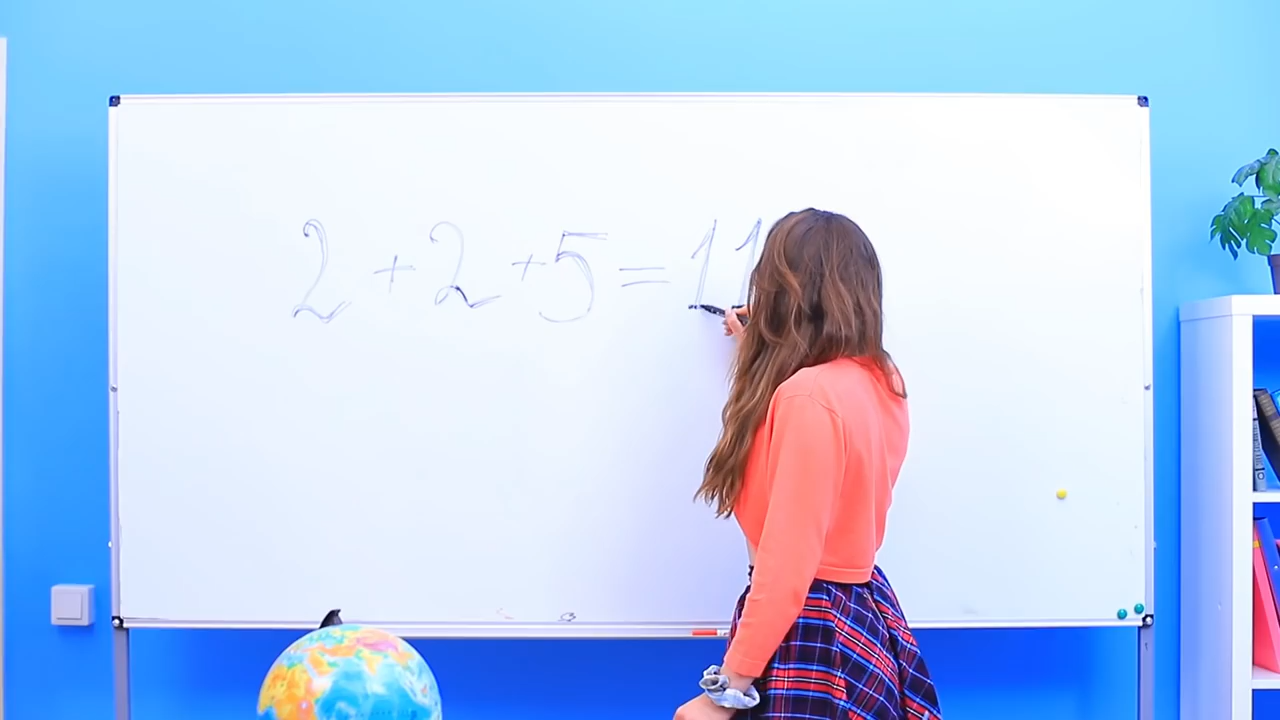 2 + 2 + 5 = 11